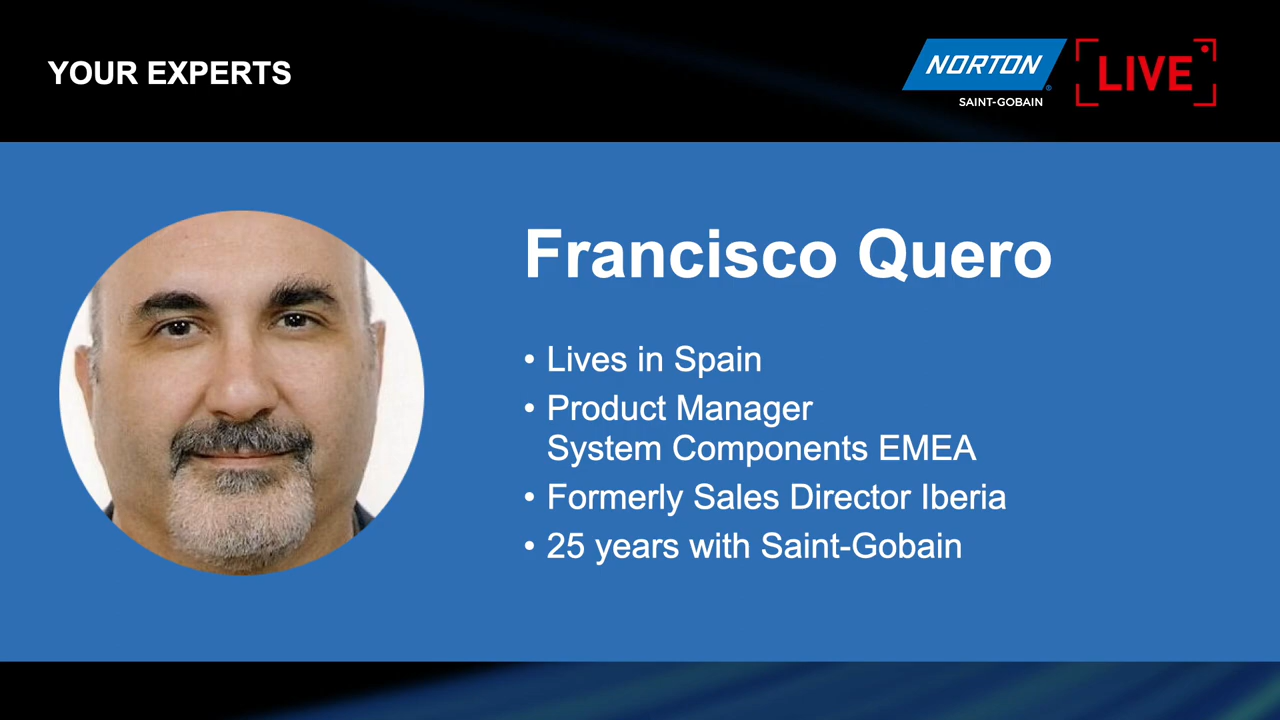 YOUR EXPERTS
NORTON
SAINT-GOBAIN
LIVE
Francisco Quero
• Lives in Spain
• Product Manager
System Components EMEA
• Formerly Sales Director Iberia
• 25 years with Saint-Gobain